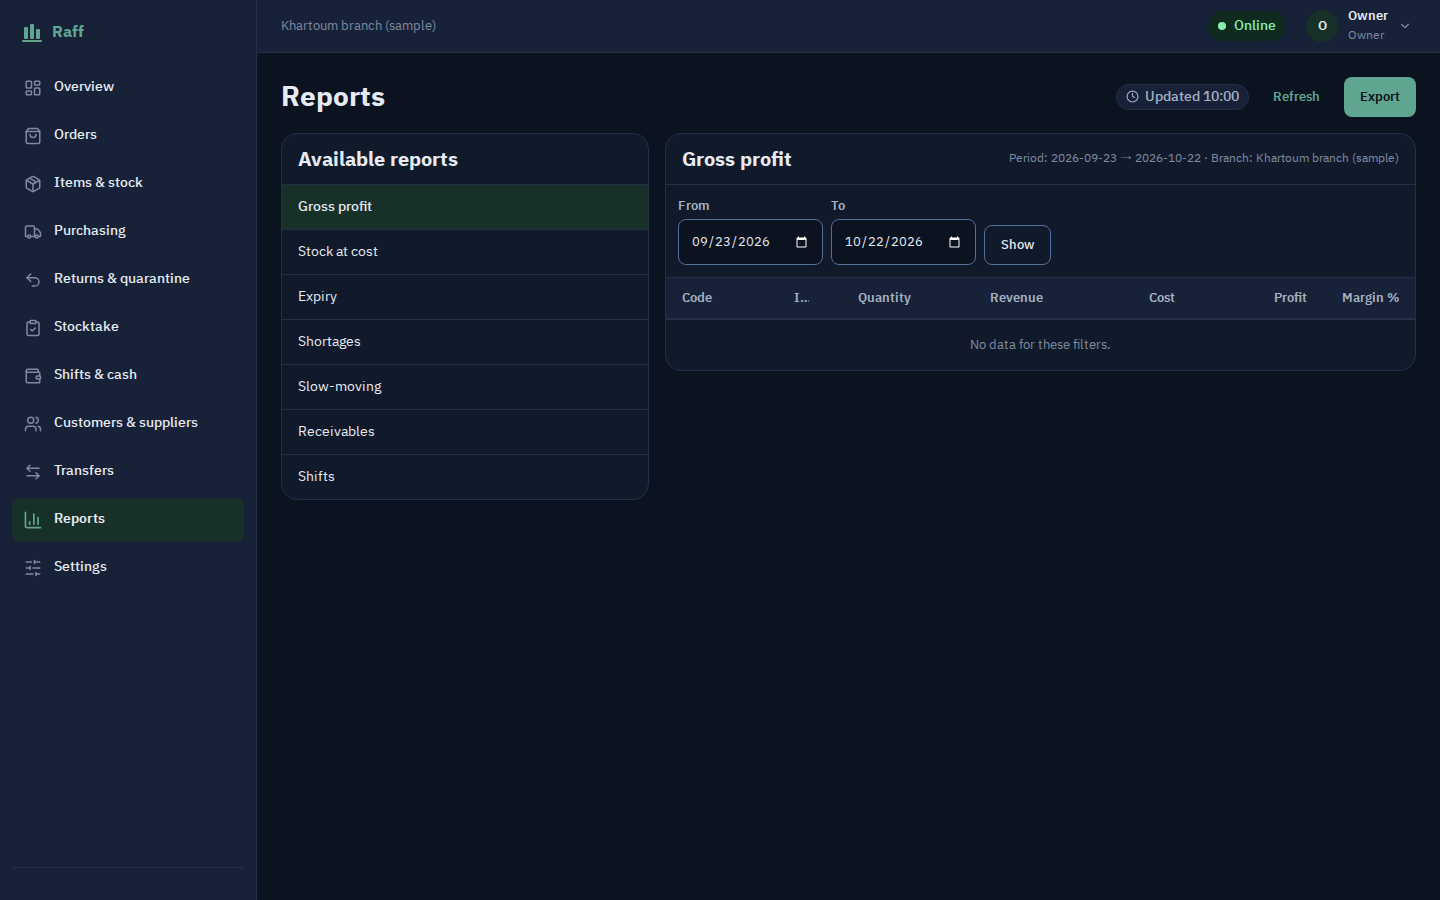 Raff
Overview
Orders
Items & stock
Purchasing
Returns & quarantine
Stocktake
Shifts & cash
Customers & suppliers
Transfers
Reports
Settings
Khartoum branch (sample)
Online
O
Owner
Owner
Reports
Updated 10:00
Refresh
Export
Available reports
Gross profit
Stock at cost
Expiry
Shortages
Slow-moving
Receivables
Shifts
Gross profit
Period: 2026-09-23 → 2026-10-22 · Branch: Khartoum branch (sample)
From To
09/23/2026 10/22/2026 Show
Code I… Quantity Revenue Cost Profit Margin %
No data for these filters.